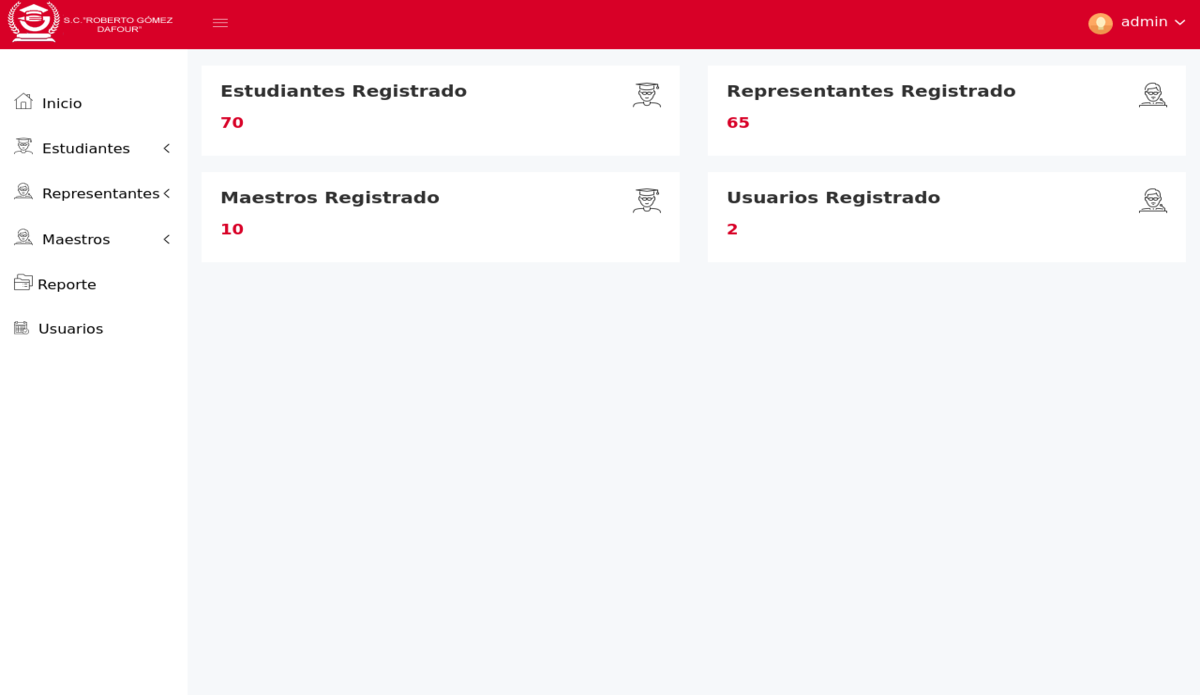 S.C."ROBERTO GÓMEZ
DAFOUR"
admin
Inicio
Estudiantes
Representantes
Maestros
Reporte
Usuarios
Estudiantes Registrado
70
Representantes Registrado
65
Maestros Registrado
10
Usuarios Registrado
2